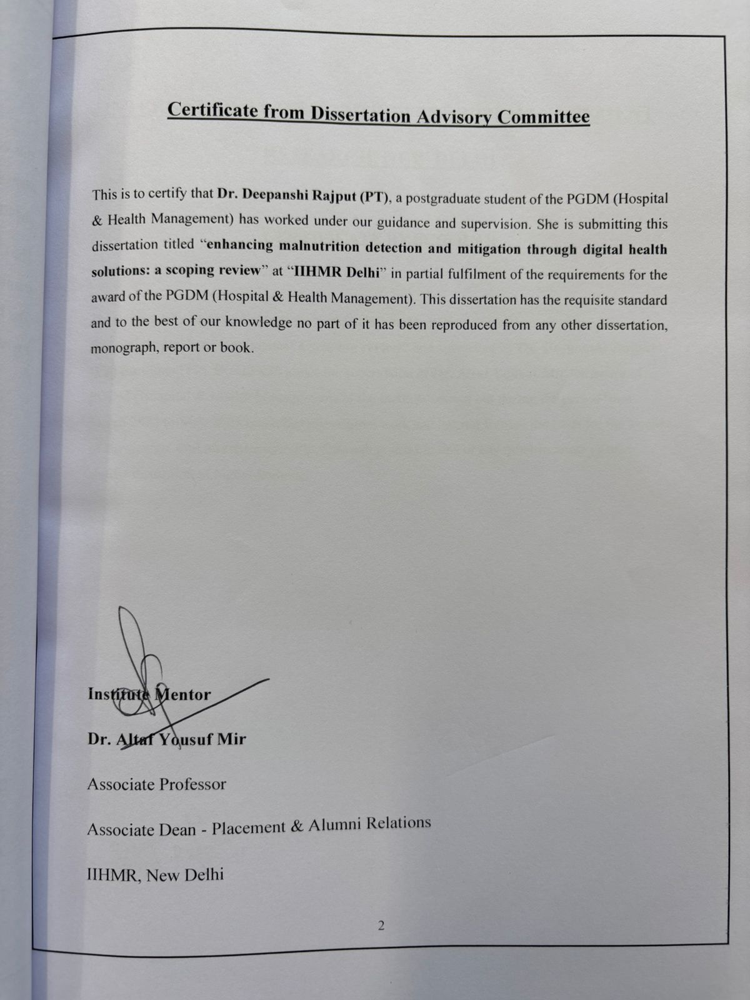 Certificate from Dissertation Advisory Committee
This is to certify that Dr. Deepanshi Rajput (PT), a postgraduate student of the PGDM (Hospital
& Health Management) has worked under our guidance and supervision. She is submitting this
dissertation titled “enhancing malnutrition detection and mitigation through digital health
solutions: a scoping review” at “IIHMR Delhi” in partial fulfilment of the requirements for the
award of the PGDM (Hospital & Health Management). This dissertation has the requisite standard
and to the best of our knowledge no part of it has been reproduced from any other dissertation,
monograph, report or book.
Institute Mentor
Dr. Altaf Yousuf Mir
Associate Professor
Associate Dean - Placement & Alumni Relations
IIHMR, New Delhi
2